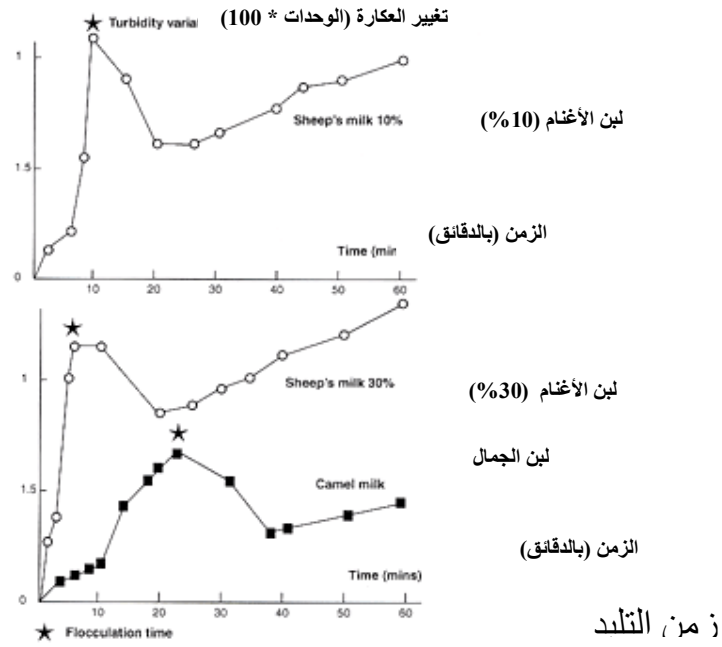 ★ Turbidity varia تغيير العكارة (الوحدات * 100)
1
Sheep's milk 10% لبن الأغنام (10%)
1.5
الزمن (بالدقائق)
Time (min
0 10 20 30 40 50 60
★
1 Sheep's milk 30% لبن الأغنام (30%)
★
لبن الجمال
Camel milk
1.5
الزمن (بالدقائق)
Time (mins)
0 10 20 30 40 50 60
★ Flocculation time زمن التلبد